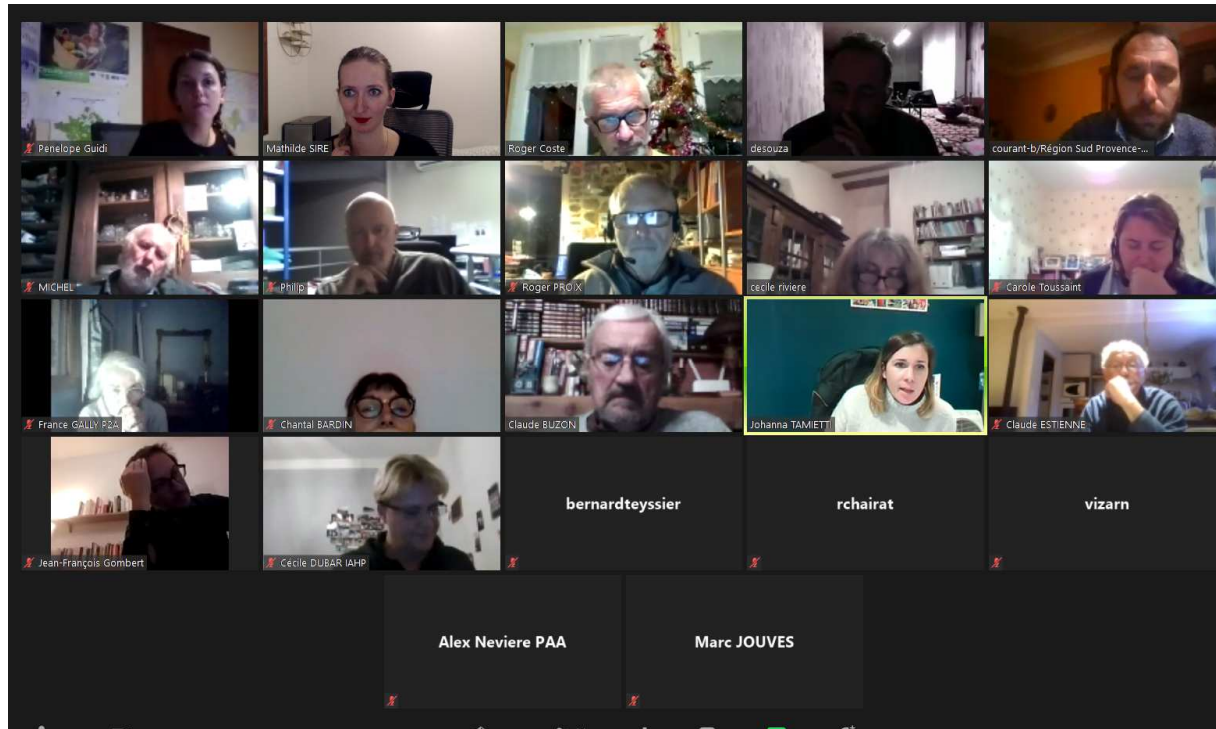 Penelope Guidi
Mathilde SIRE
Roger Coste
desouza
courant-b/Région Sud Provence-...
MICHEL
Philip
Roger PROIX
cecile riviere
Carole Toussaint
France GALLY P2A
Chantal BARDIN
Claude BUZON
Johanna TAMIETTI
Claude ESTIENNE
Jean-François Gombert
Cécile DUBAR IAHP
bernardteyssier
rchairat
vizarn
Alex Neviere PAA
Marc JOUVES